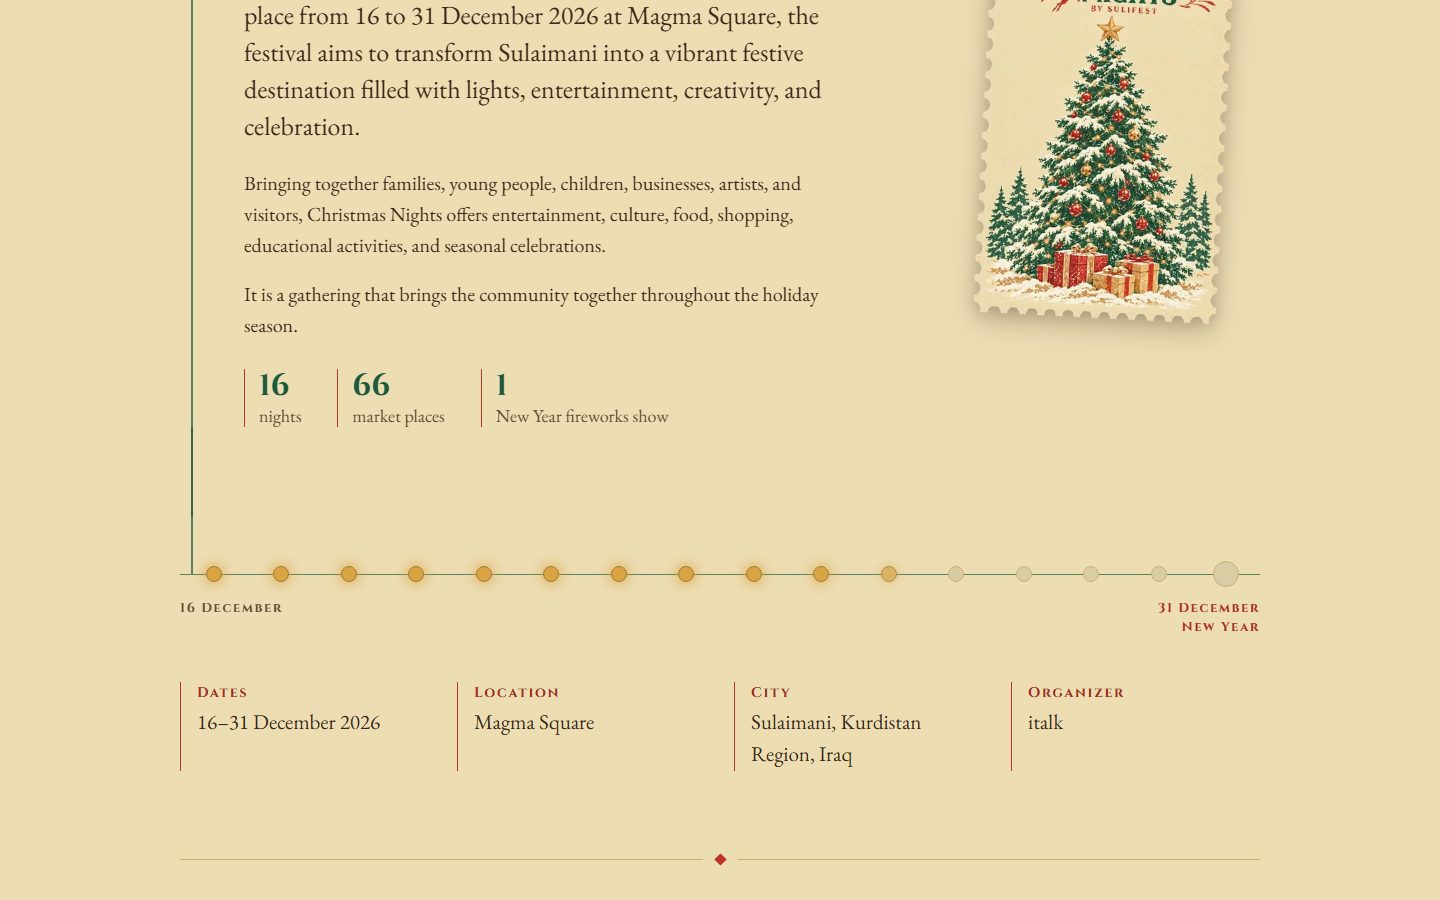 place from 16 to 31 December 2026 at Magma Square, the
festival aims to transform Sulaimani into a vibrant festive
destination filled with lights, entertainment, creativity, and
celebration.
BY SULIFEST
Bringing together families, young people, children, businesses, artists, and
visitors, Christmas Nights offers entertainment, culture, food, shopping,
educational activities, and seasonal celebrations.
It is a gathering that brings the community together throughout the holiday
season.
16
nights
66
market places
1
New Year fireworks show
16 December
31 December
New Year
Dates
16–31 December 2026
Location
Magma Square
City
Sulaimani, Kurdistan
Region, Iraq
Organizer
italk